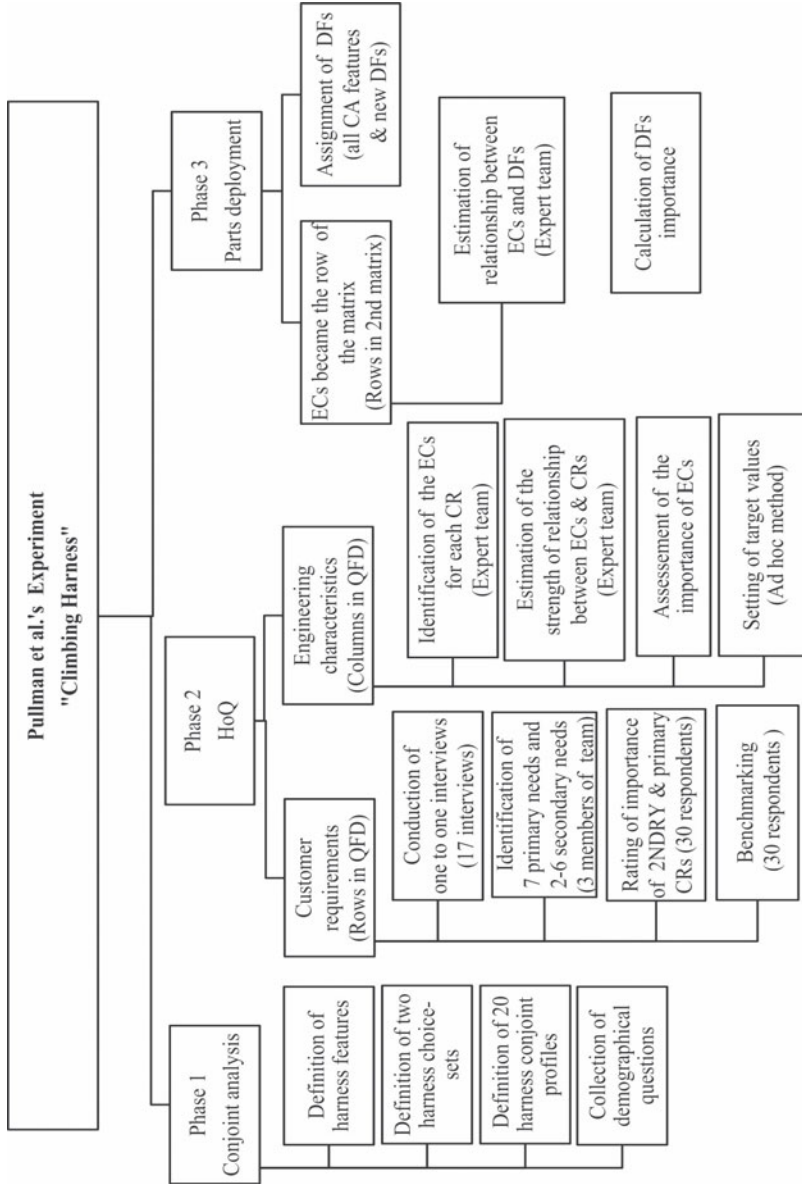 Pullman et al.'s Experiment
"Climbing Harness"
Phase 1
Conjoint analysis
Definition of
harness features
Definition of two
harness choice-
sets
Definition of 20
harness conjoint
profiles
Collection of
demographical
questions
Phase 2
HoQ
Customer
requirements
(Rows in QFD)
Conduction of
one to one interviews
(17 interviews)
Identification of
7 primary needs and
2-6 secondary needs
(3 members of team)
Rating of importance
of 2NDRY & primary
CRs (30 respondents)
Benchmarking
(30 respondents)
Engineering
characteristics
(Columns in QFD)
Identification of the ECs
for each CR
(Expert team)
Estimation of the
strength of relationship
between ECs & CRs
(Expert team)
Assessement of the
importance of ECs
Setting of target values
(Ad hoc method)
Phase 3
Parts deployment
ECs became the row of
the matrix
(Rows in 2nd matrix)
Estimation of
relationship between
ECs and DFs
(Expert team)
Assignment of DFs
(all CA features
& new DFs)
Calculation of DFs
importance